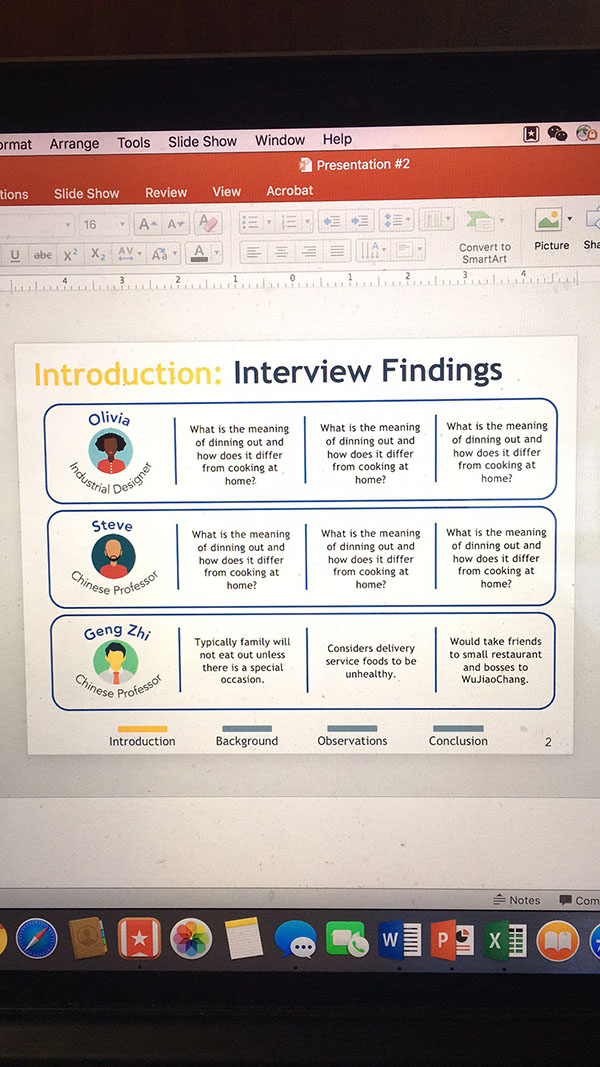 ormat Arrange Tools Slide Show Window Help
Presentation #2
tions Slide Show Review View Acrobat
16 A A A
U abc X² X₂ AV Aa A
Convert to
SmartArt
Picture
Sha
4 3 2 1 0 1 2 3 4
Introduction: Interview Findings
Olivia
Industrial Designer
What is the meaning
of dinning out and
how does it differ
from cooking at
home?
What is the meaning
of dinning out and
how does it differ
from cooking at
home?
What is the meaning
of dinning out and
how does it differ
from cooking at
home?
Steve
Chinese Professor
What is the meaning
of dinning out and
how does it differ
from cooking at
home?
What is the meaning
of dinning out and
how does it differ
from cooking at
home?
What is the meaning
of dinning out and
how does it differ
from cooking at
home?
Geng Zhi
Chinese Professor
Typically family will
not eat out unless
there is a special
occasion.
Considers delivery
service foods to be
unhealthy.
Would take friends
to small restaurant
and bosses to
WuJiaoChang.
Introduction Background Observations Conclusion 2
Notes Com
W P X